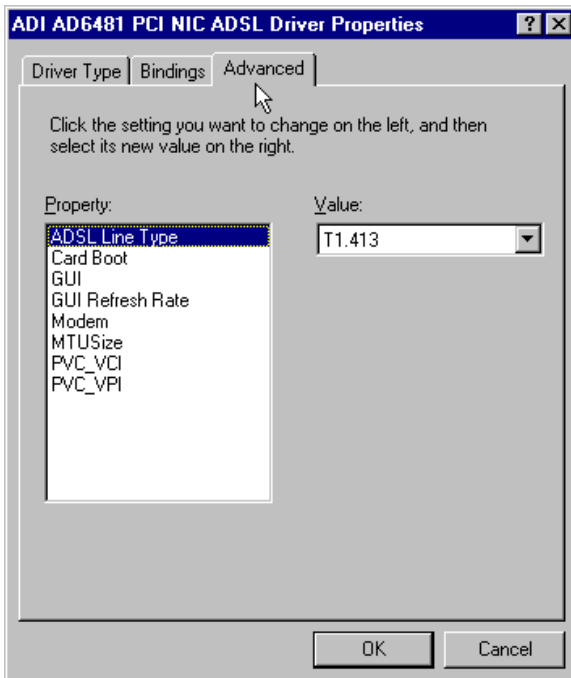 ADI AD6481 PCI NIC ADSL Driver Properties
Driver Type
Bindings
Advanced
Click the setting you want to change on the left, and then
select its new value on the right.
Property:
ADSL Line Type
Card Boot
GUI
GUI Refresh Rate
Modem
MTUSize
PVC_VCI
PVC_VPI
Value:
T1.413
OK
Cancel